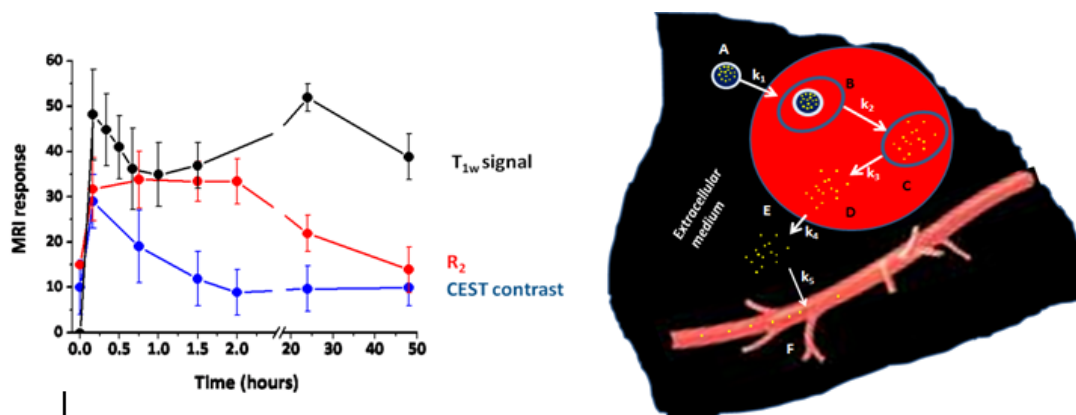 MRI response
60
50
40
30
20
10
0
0.0 0.5 1.0 1.5 2.0 20 30 40 50
Time (hours)
T1w signal
R2
CEST contrast
A
k1
B
k2
k3
C
D
E
k4
k5
F
Extracellular
medium